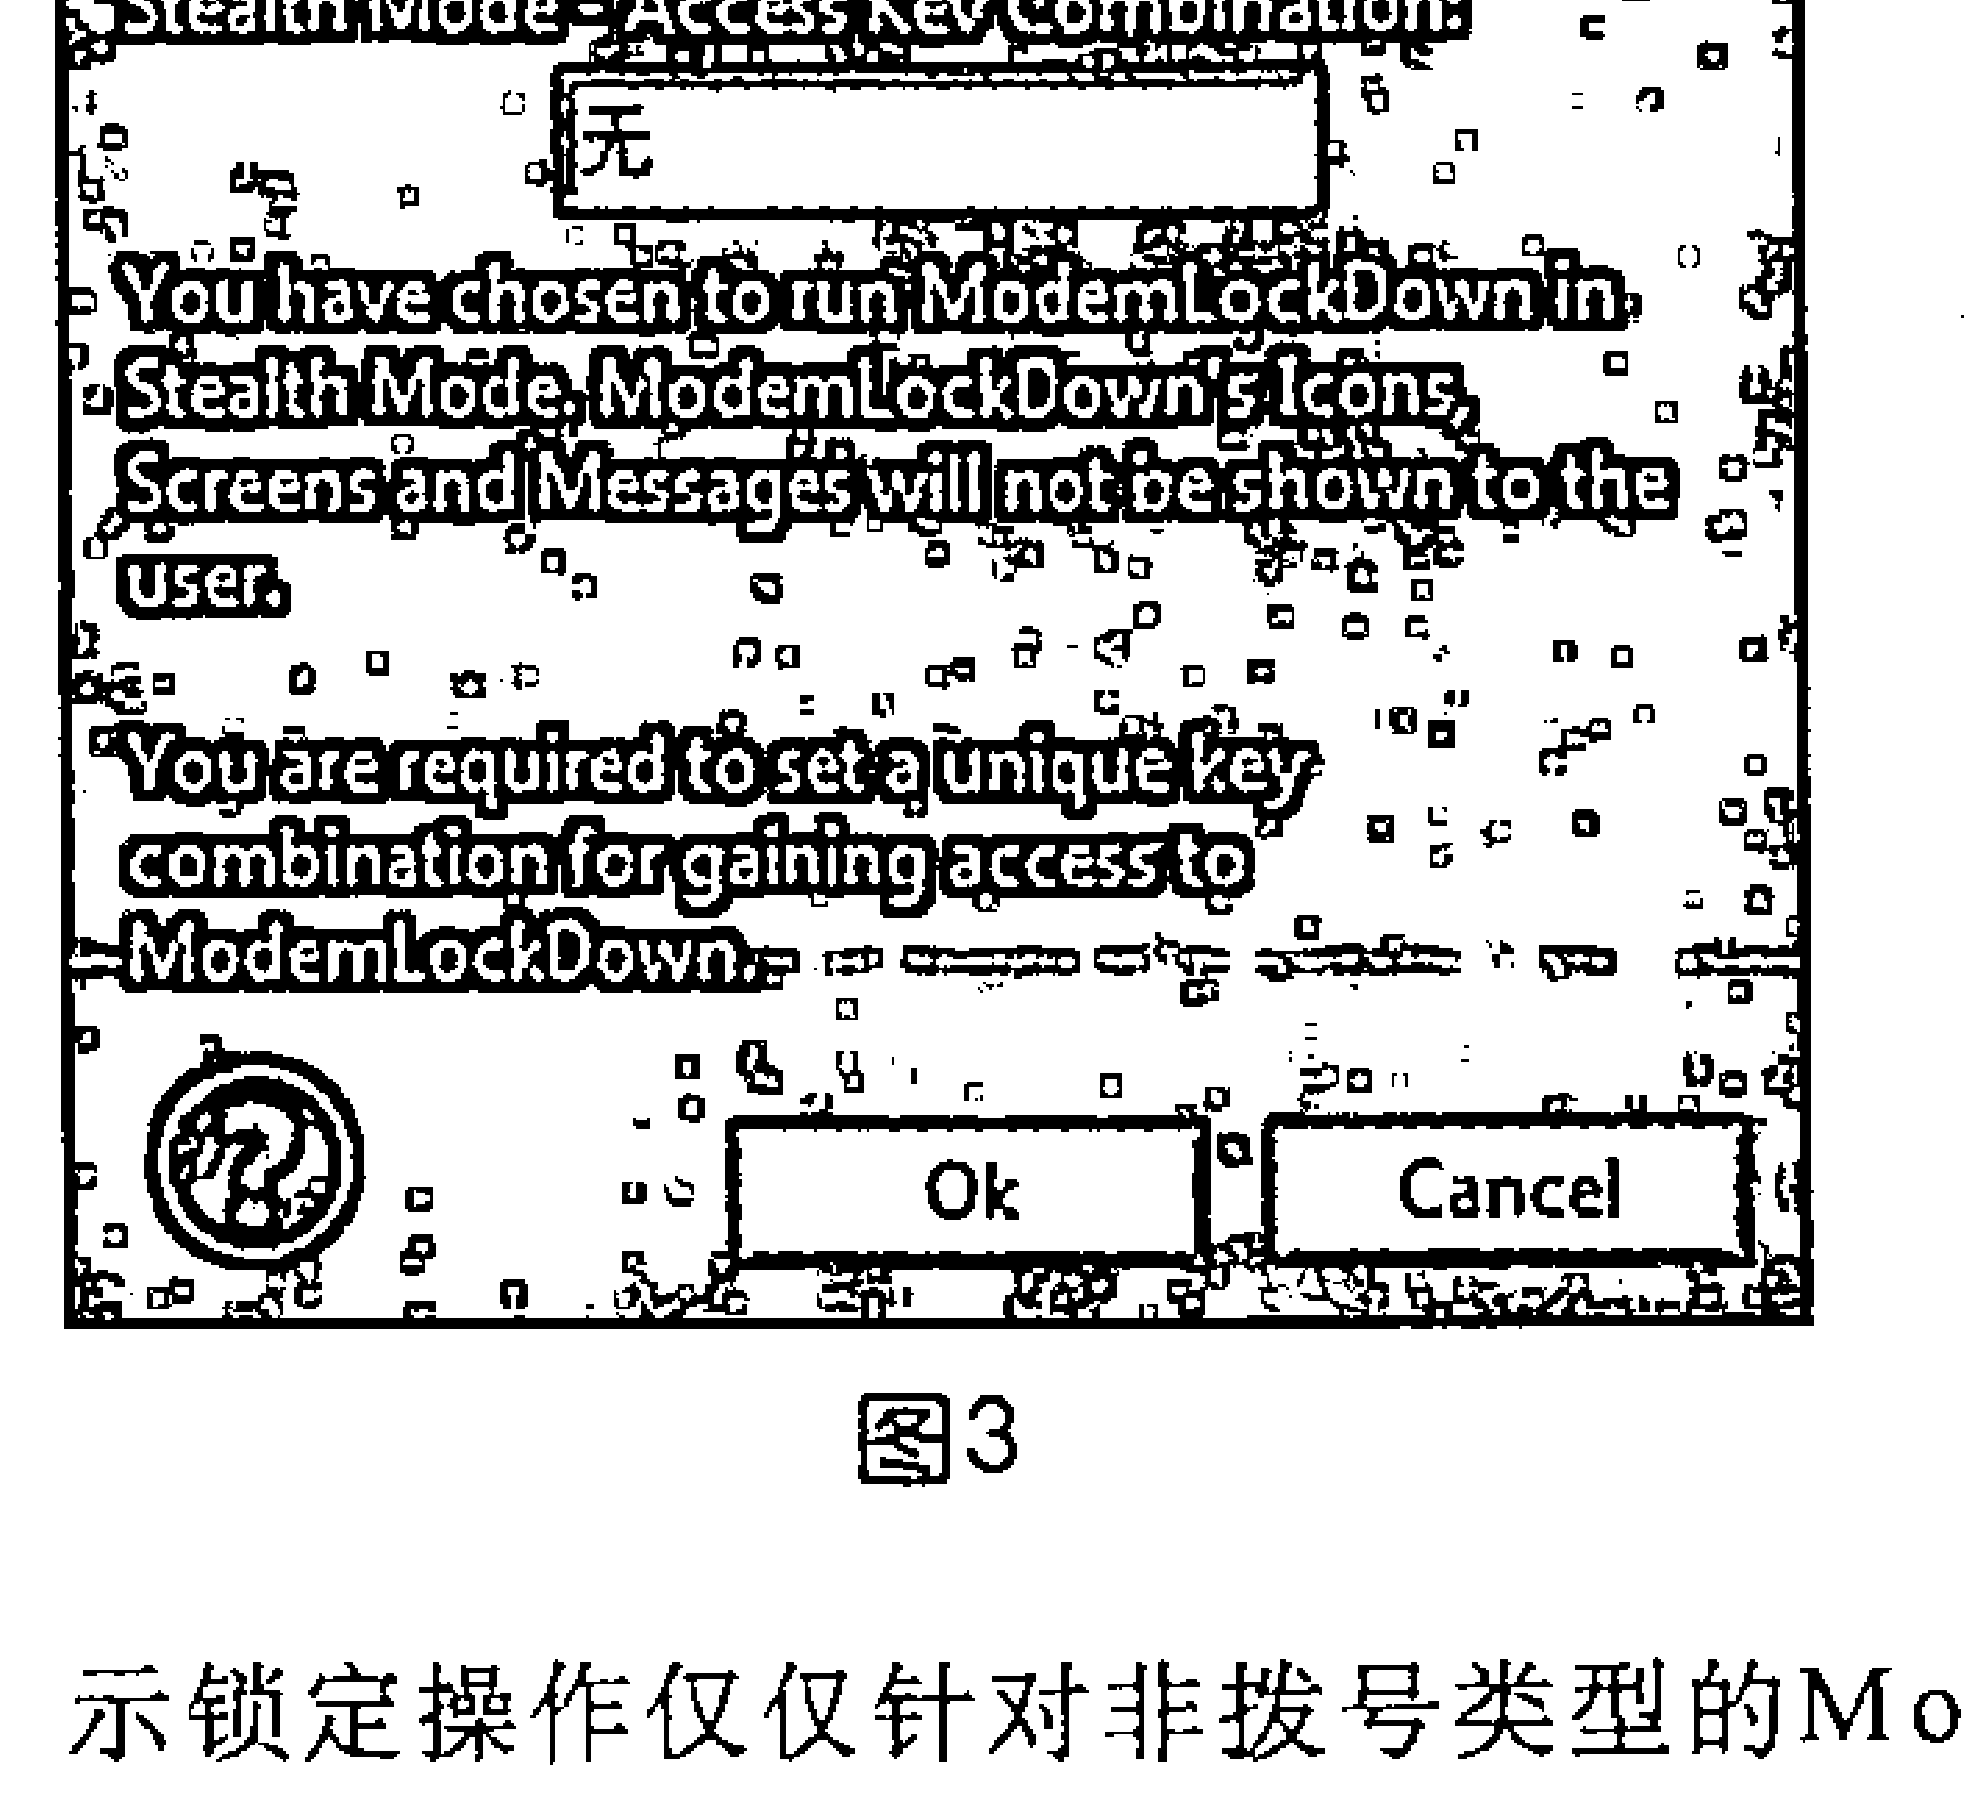 Stealth Mode - Access Key Combination:
无
You have chosen to run ModemLockDown in
Stealth Mode. ModemLockDown's Icons,
Screens and Messages will not be shown to the
user.
You are required to set a unique key
combination for gaining access to
ModemLockDown.
Ok Cancel
图3
示锁定操作仅仅针对非拨号类型的Mo